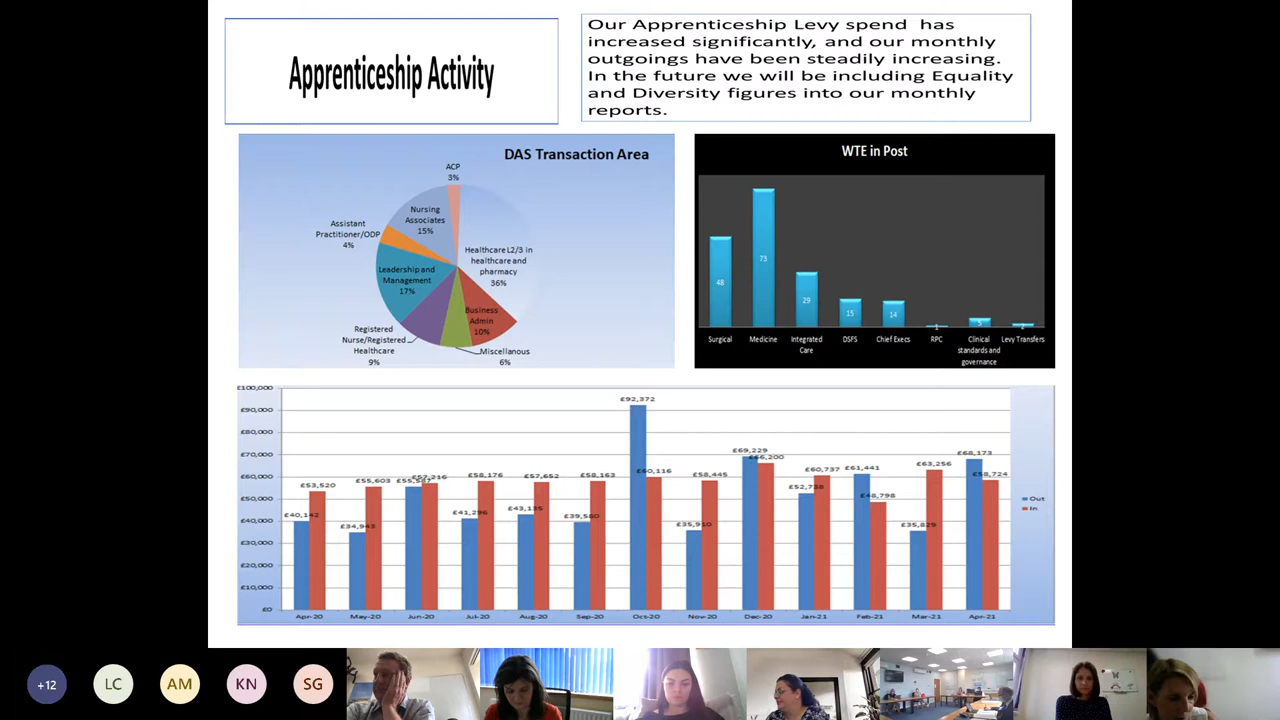 Apprenticeship Activity
Our Apprenticeship Levy spend has
increased significantly, and our monthly
outgoings have been steadily increasing.
In the future we will be including Equality
and Diversity figures into our monthly
reports.
DAS Transaction Area
ACP
3%
Nursing
Associates
15%
Assistant
Practitioner/ODP
4%
Healthcare L2/3 in
healthcare and
pharmacy
36%
Leadership and
Management
17%
Business
Admin
10%
Registered
Nurse/Registered
Healthcare
9%
Miscellanous
6%
WTE in Post
48
73
29
15
14
1
5
2
Surgical
Medicine
Integrated
Care
DSFS
Chief Execs
RPC
Clinical
standards and
governance
Levy Transfers
£100,000
£90,000
£80,000
£70,000
£60,000
£50,000
£40,000
£30,000
£20,000
£10,000
£0
£40,142
£53,520
£34,943
£55,603
£55,587
£57,216
£41,296
£58,176
£43,135
£57,652
£39,580
£58,163
£92,372
£60,116
£35,910
£58,445
£69,229
£66,200
£52,738
£60,737
£61,441
£48,798
£35,829
£63,256
£68,173
£58,724
Apr-20
May-20
Jun-20
Jul-20
Aug-20
Sep-20
Oct-20
Nov-20
Dec-20
Jan-21
Feb-21
Mar-21
Apr-21
Out
In
+12
LC
AM
KN
SG